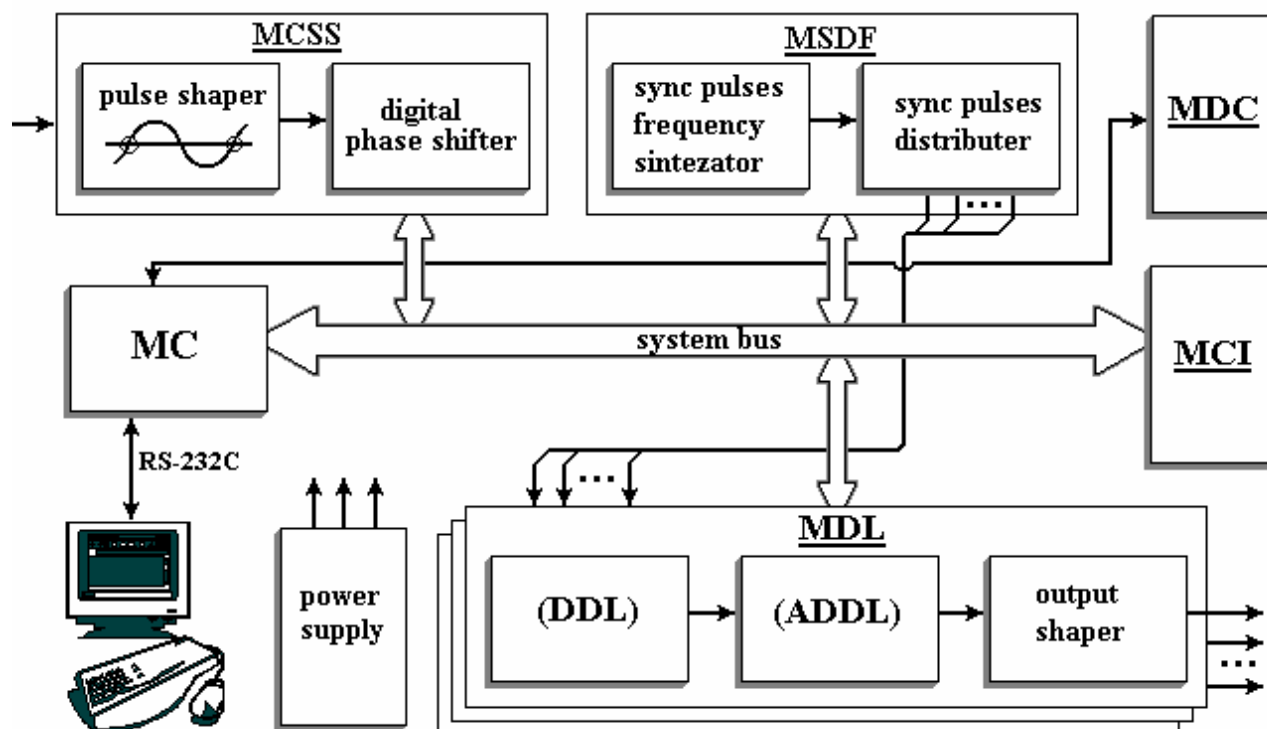 MCSS
pulse shaper
digital
phase shifter
MSDF
sync pulses
frequency
sintezator
sync pulses
distributer
MDC
MC
system bus
MCI
RS-232C
power
supply
MDL
(DDL)
(ADDL)
output
shaper